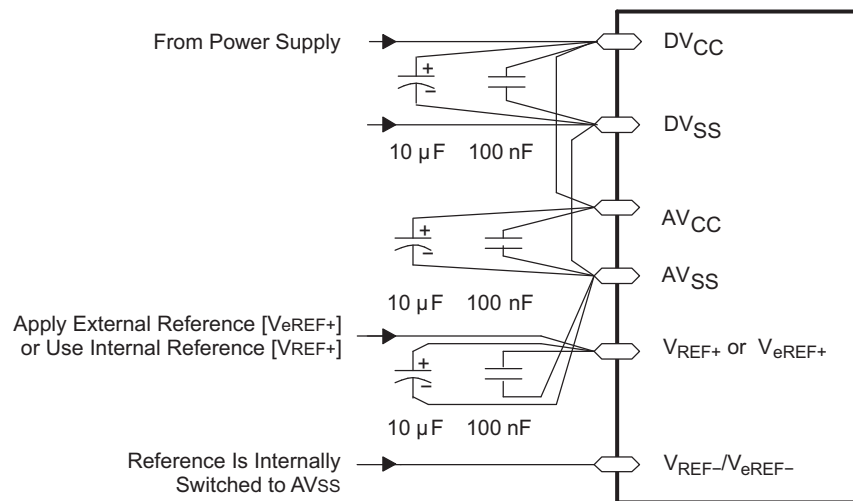 From Power Supply
DVCC
+
−
DVSS
10 µF 100 nF
AVCC
+
−
AVSS
10 µF 100 nF
Apply External Reference [VeREF+]
or Use Internal Reference [VREF+]
VREF+ or VeREF+
+
−
10 µF 100 nF
Reference Is Internally
Switched to AVSS
VREF−/VeREF−